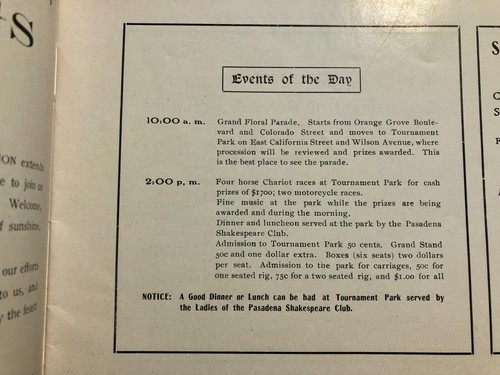 S
ON extends
e to join us
Welcome,
f sunshine,
our efforts
to us, and
y the feast
Events of the Day
10:00 a. m. Grand Floral Parade. Starts from Orange Grove Boule-
vard and Colorado Street and moves to Tournament
Park on East California Street and Wilson Avenue, where
procession will be reviewed and prizes awarded. This
is the best place to see the parade.
2:00 p, m. Four horse Chariot races at Tournament Park for cash
prizes of $1700; two motorcycle races.
Fine music at the park while the prizes are being
awarded and during the morning.
Dinner and luncheon served at the park by the Pasadena
Shakespeare Club.
Admission to Tournament Park 50 cents. Grand Stand
50c and one dollar extra. Boxes (six seats) two dollars
per seat. Admission to the park for carriages, 50c for
one seated rig, 75c for a two seated rig, and $1.00 for all
NOTICE: A Good Dinner or Lunch can be had at Tournament Park served by
the Ladies of the Pasadena Shakespeare Club.
S